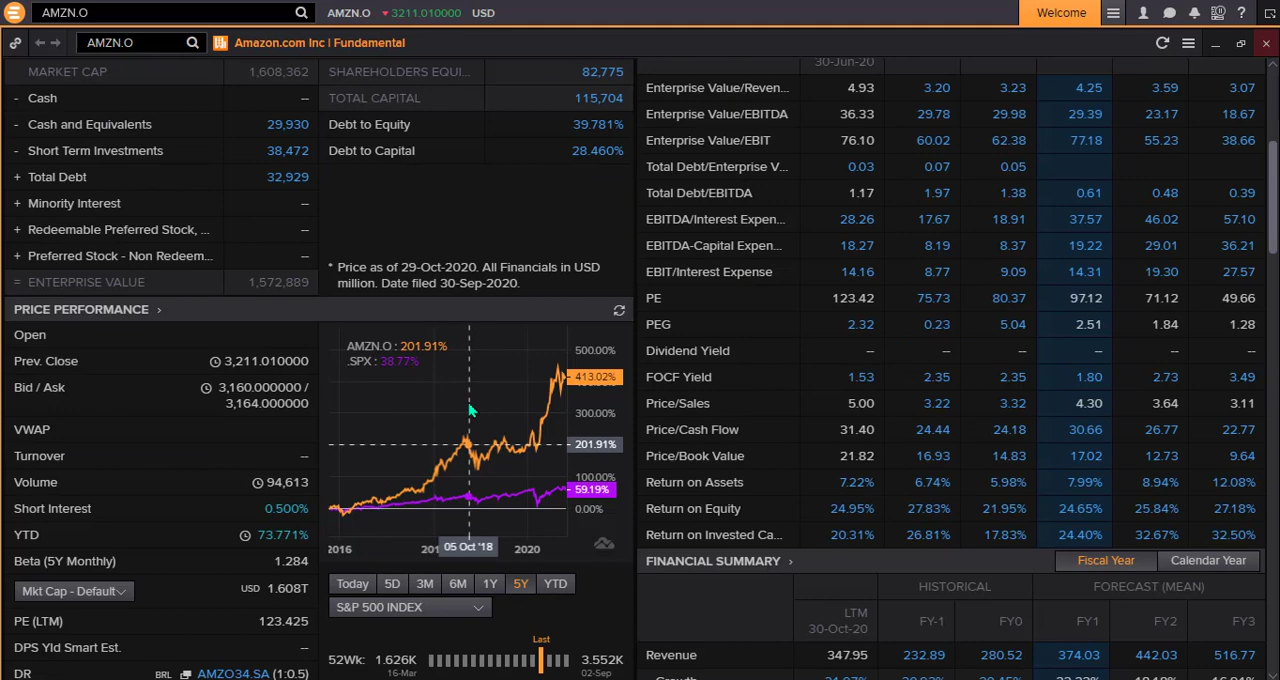 AMZN.O AMZN.O 3211.010000 USD Welcome ?
AMZN.O Amazon.com Inc | Fundamental
MARKET CAP 1,608,362
- Cash --
- Cash and Equivalents 29,930
- Short Term Investments 38,472
+ Total Debt 32,929
+ Minority Interest --
+ Redeemable Preferred Stock, ... --
+ Preferred Stock - Non Redeem... --
= ENTERPRISE VALUE 1,572,889
SHAREHOLDERS EQUI... 82,775
TOTAL CAPITAL 115,704
Debt to Equity 39.781%
Debt to Capital 28.460%
* Price as of 29-Oct-2020. All Financials in USD
million. Date filed 30-Sep-2020.
PRICE PERFORMANCE >
Open
Prev. Close 3,211.010000
Bid / Ask 3,160.000000 /
3,164.000000
VWAP
Turnover --
Volume 94,613
Short Interest 0.500%
YTD 73.771%
Beta (5Y Monthly) 1.284
Mkt Cap - Default USD 1.608T
PE (LTM) 123.425
DPS Yld Smart Est. --
DR BRL AMZO34.SA (1:0.5)
AMZN.O : 201.91%
.SPX : 38.77%
500.00%
413.02%
300.00%
201.91%
100.00%
59.19%
0.00%
2016 05 Oct '18 2020
Today 5D 3M 6M 1Y 5Y YTD
S&P 500 INDEX
Last
52Wk: 1.626K 3.552K
16-Mar 02-Sep
30-Jun-20
Enterprise Value/Reven... 4.93 3.20 3.23 4.25 3.59 3.07
Enterprise Value/EBITDA 36.33 29.78 29.98 29.39 23.17 18.67
Enterprise Value/EBIT 76.10 60.02 62.38 77.18 55.23 38.66
Total Debt/Enterprise V... 0.03 0.07 0.05
Total Debt/EBITDA 1.17 1.97 1.38 0.61 0.48 0.39
EBITDA/Interest Expen... 28.26 17.67 18.91 37.57 46.02 57.10
EBITDA-Capital Expen... 18.27 8.19 8.37 19.22 29.01 36.21
EBIT/Interest Expense 14.16 8.77 9.09 14.31 19.30 27.57
PE 123.42 75.73 80.37 97.12 71.12 49.66
PEG 2.32 0.23 5.04 2.51 1.84 1.28
Dividend Yield -- -- -- -- -- --
FOCF Yield 1.53 2.35 2.35 1.80 2.73 3.49
Price/Sales 5.00 3.22 3.32 4.30 3.64 3.11
Price/Cash Flow 31.40 24.44 24.18 30.66 26.77 22.77
Price/Book Value 21.82 16.93 14.83 17.02 12.73 9.64
Return on Assets 7.22% 6.74% 5.98% 7.99% 8.94% 12.08%
Return on Equity 24.95% 27.83% 21.95% 24.65% 25.84% 27.18%
Return on Invested Ca... 20.31% 26.81% 17.83% 24.40% 32.67% 32.50%
FINANCIAL SUMMARY > Fiscal Year Calendar Year
HISTORICAL FORECAST (MEAN)
LTM
30-Oct-20 FY-1 FY0 FY1 FY2 FY3
Revenue 347.95 232.89 280.52 374.03 442.03 516.77